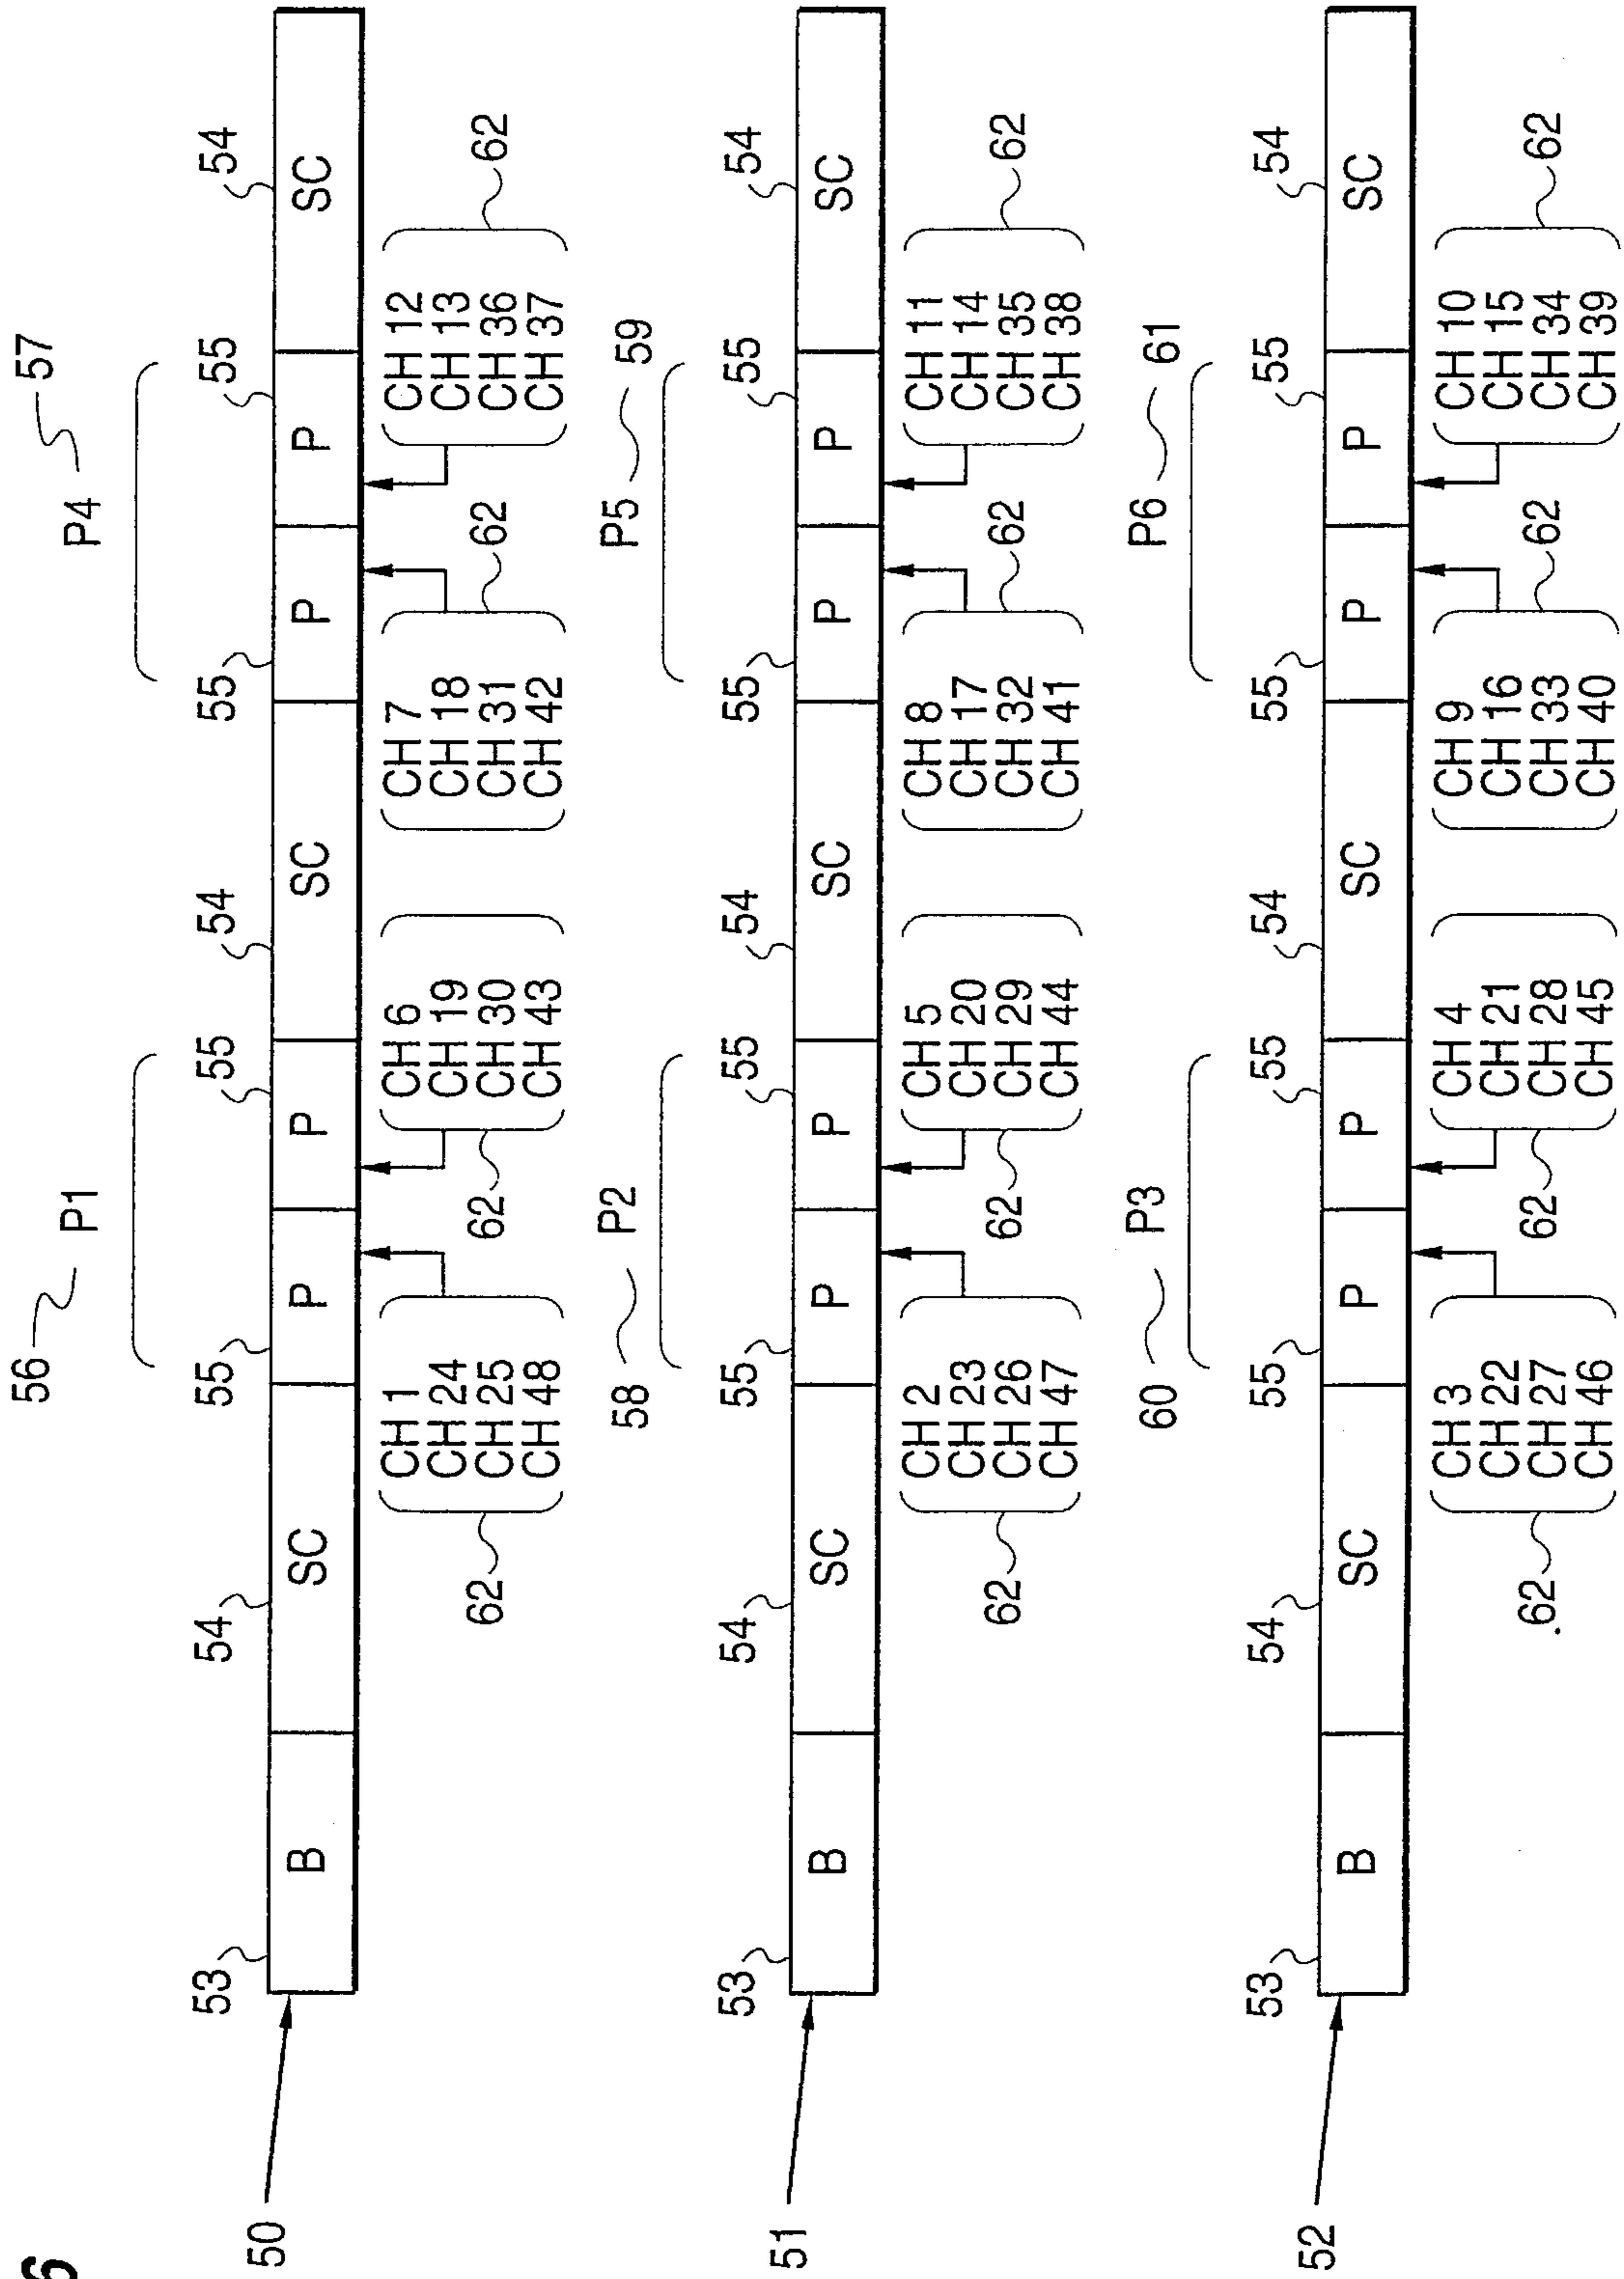 6
56 P1
P4 57
53 54 55 55 54 55 55 54
50
B SC P P SC P P SC
CH 1
CH 24
CH 25
CH 48
62
CH 6
CH 19
CH 30
CH 43
62
CH 7
CH 18
CH 31
CH 42
62
CH 12
CH 13
CH 36
CH 37
62
58 P2
P5 59
53 54 55 55 54 55 55 54
51
B SC P P SC P P SC
CH 2
CH 23
CH 26
CH 47
62
CH 5
CH 20
CH 29
CH 44
62
CH 8
CH 17
CH 32
CH 41
62
CH 11
CH 14
CH 35
CH 38
62
60 P3
P6 61
53 54 55 55 54 55 55 54
52
B SC P P SC P P SC
CH 3
CH 22
CH 27
CH 46
62
CH 4
CH 21
CH 28
CH 45
62
CH 9
CH 16
CH 33
CH 40
62
CH 10
CH 15
CH 34
CH 39
62